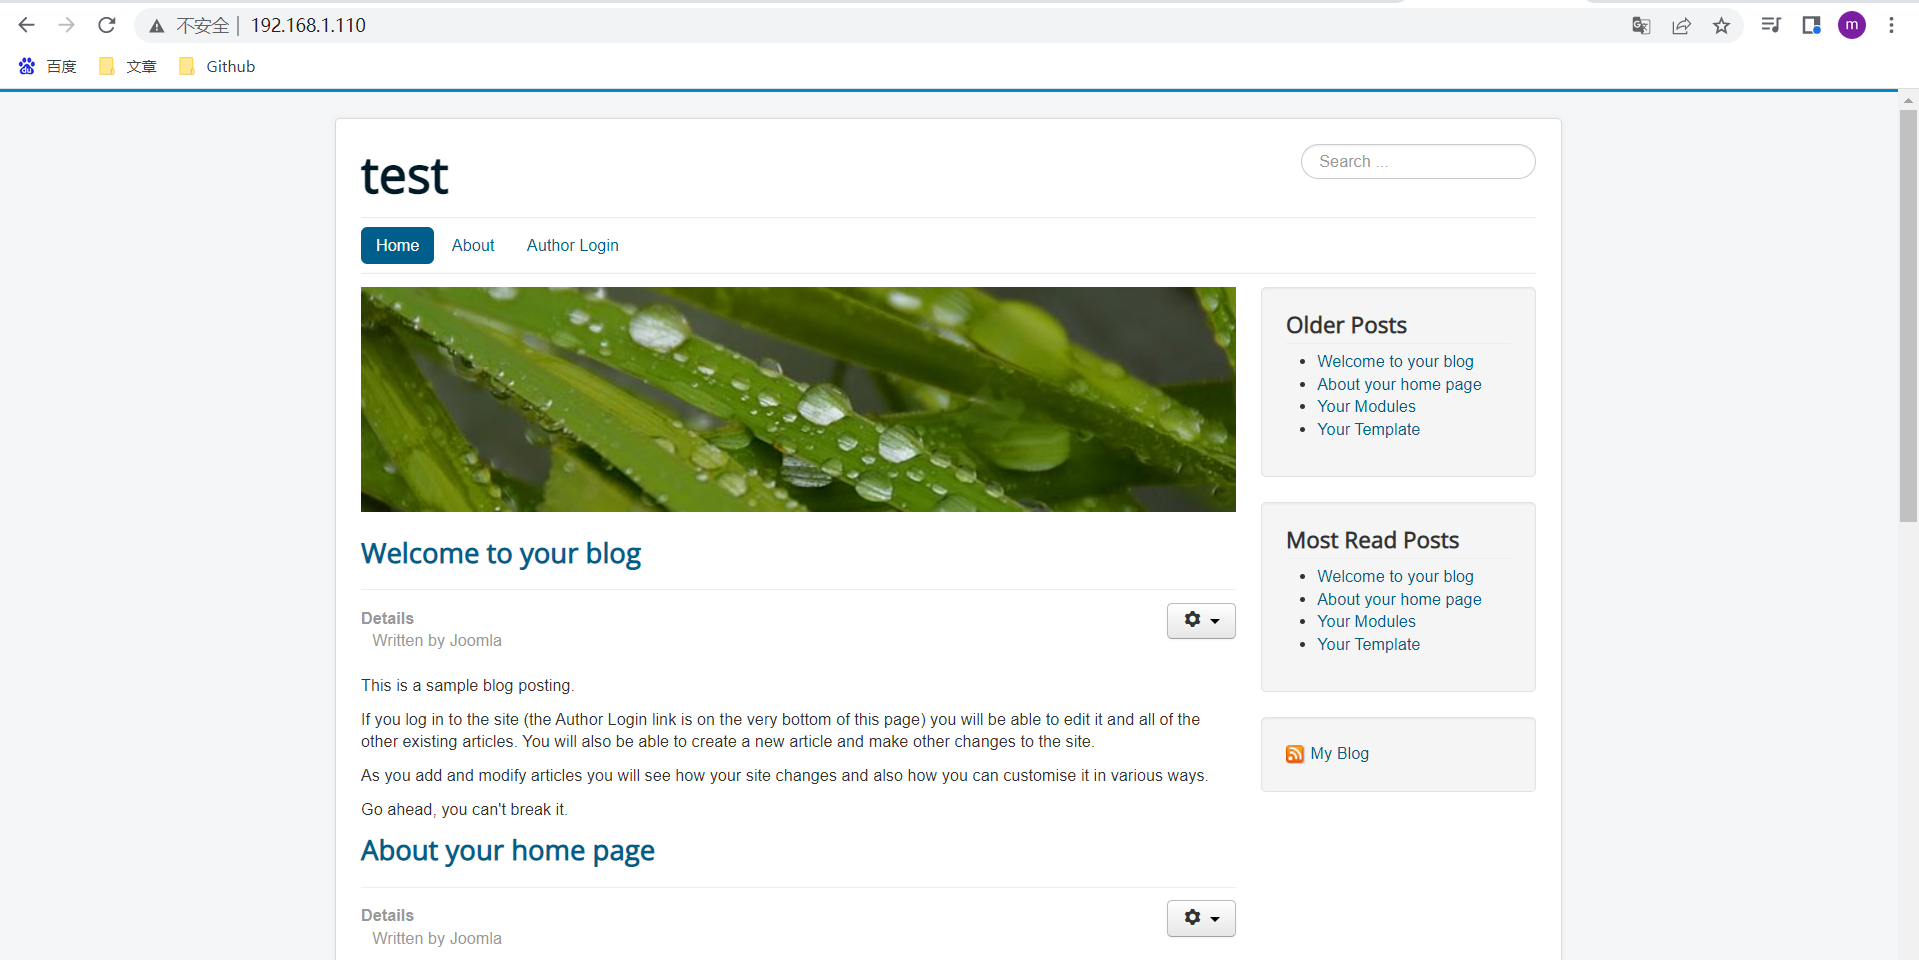 不安全 | 192.168.1.110
m
百度 文章 Github
test
Search ...
Home About Author Login
Older Posts
Welcome to your blog
About your home page
Your Modules
Your Template
Most Read Posts
Welcome to your blog
About your home page
Your Modules
Your Template
My Blog
Welcome to your blog
Details
Written by Joomla
This is a sample blog posting.
If you log in to the site (the Author Login link is on the very bottom of this page) you will be able to edit it and all of the
other existing articles. You will also be able to create a new article and make other changes to the site.
As you add and modify articles you will see how your site changes and also how you can customise it in various ways.
Go ahead, you can't break it.
About your home page
Details
Written by Joomla